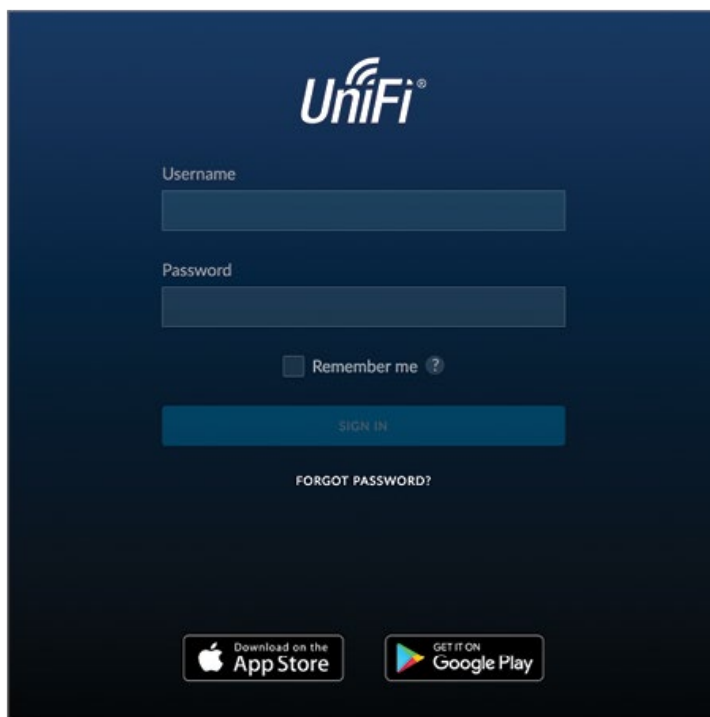 UniFi®
Username
Password
Remember me ?
SIGN IN
FORGOT PASSWORD?
Download on the
App Store
GET IT ON
Google Play